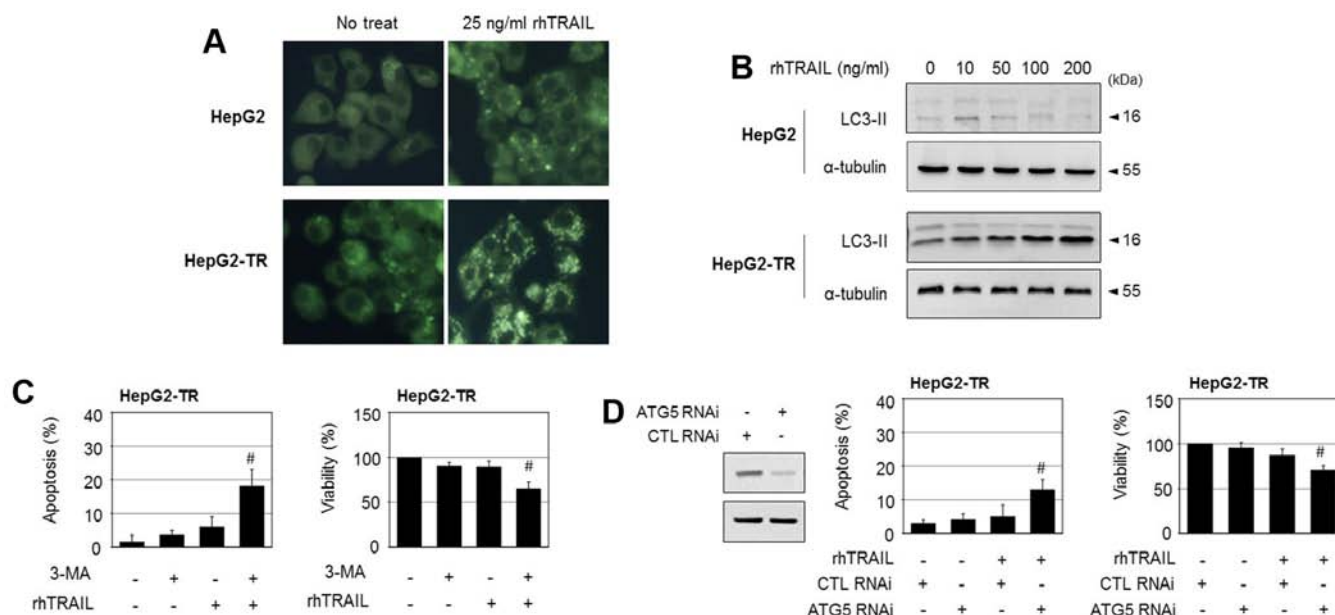 A
No treat 25 ng/ml rhTRAIL
HepG2
HepG2-TR
B
rhTRAIL (ng/ml) 0 10 50 100 200 (kDa)
HepG2
LC3-II 16
α-tubulin 55
HepG2-TR
LC3-II 16
α-tubulin 55
C
HepG2-TR
Apoptosis (%)
40
30
20
10
0
#
3-MA - + - +
rhTRAIL - - + +
HepG2-TR
Viability (%)
150
100
50
0
#
3-MA - + - +
rhTRAIL - - + +
D
ATG5 RNAi - +
CTL RNAi + -
HepG2-TR
Apoptosis (%)
40
30
20
10
0
#
rhTRAIL - - + +
CTL RNAi + - + -
ATG5 RNAi - + - +
HepG2-TR
Viability (%)
150
100
50
0
#
rhTRAIL - - + +
CTL RNAi + - + -
ATG5 RNAi - + - +